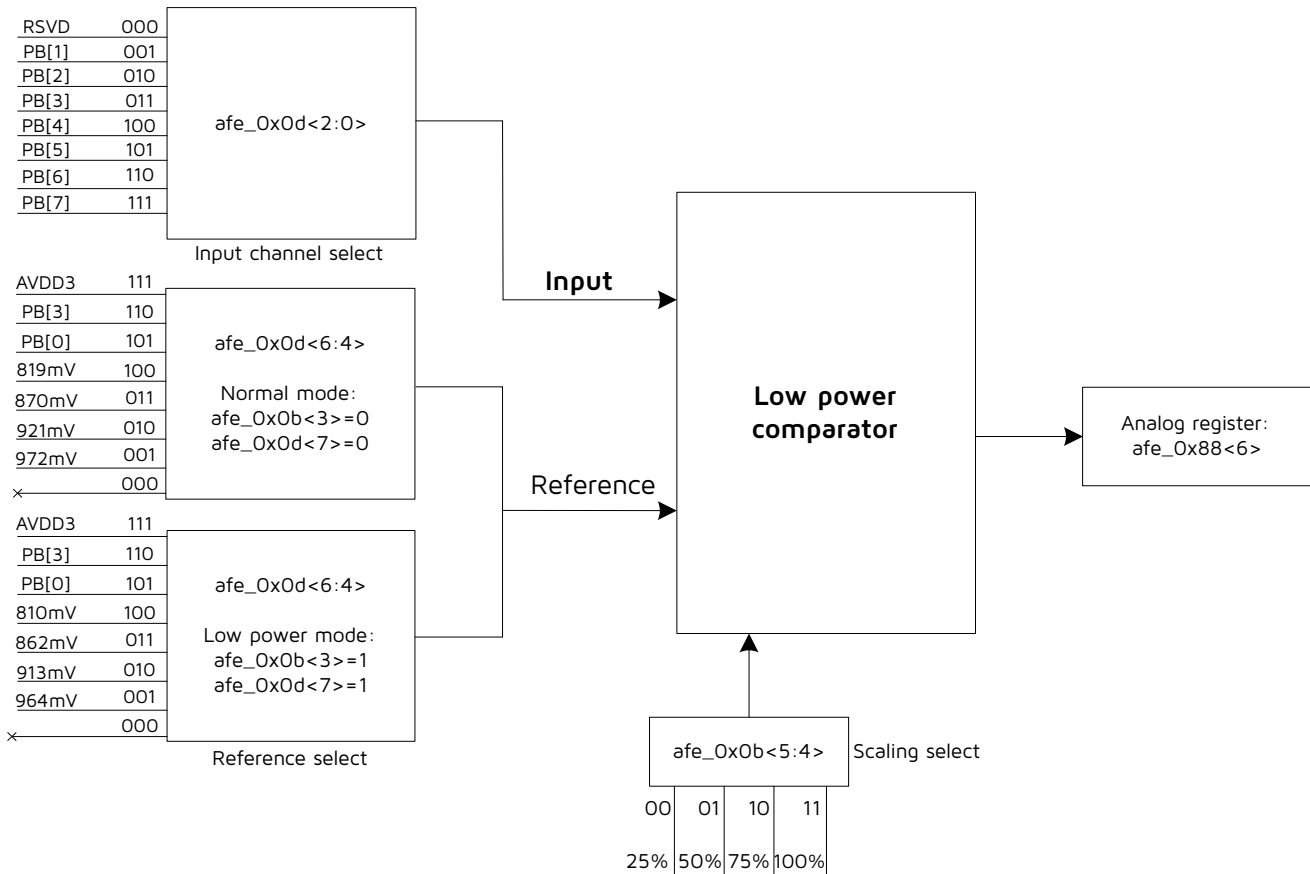 RSVD 000
PB[1] 001
PB[2] 010
PB[3] 011
PB[4] 100
PB[5] 101
PB[6] 110
PB[7] 111
afe_0x0d<2:0>
Input channel select
AVDD3 111
PB[3] 110
PB[0] 101
819mV 100
870mV 011
921mV 010
972mV 001
000
afe_0x0d<6:4>
Normal mode:
afe_0x0b<3>=0
afe_0x0d<7>=0
AVDD3 111
PB[3] 110
PB[0] 101
810mV 100
862mV 011
913mV 010
964mV 001
000
afe_0x0d<6:4>
Low power mode:
afe_0x0b<3>=1
afe_0x0d<7>=1
Reference select
Input
Reference
Low power
comparator
Analog register:
afe_0x88<6>
afe_0x0b<5:4>
Scaling select
00 01 10 11
25% 50% 75% 100%